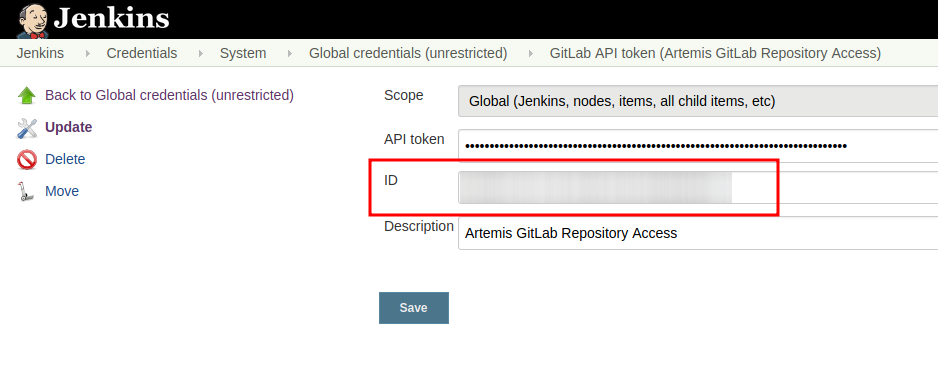 Jenkins
Jenkins Credentials System Global credentials (unrestricted) GitLab API token (Artemis GitLab Repository Access)
Back to Global credentials (unrestricted)
Update
Delete
Move
Scope Global (Jenkins, nodes, items, all child items, etc)
API token ••••••••••••••••••••••••••••••••••••••••••••••••••••••••••••••••••••••••••••••
ID
Description Artemis GitLab Repository Access
Save